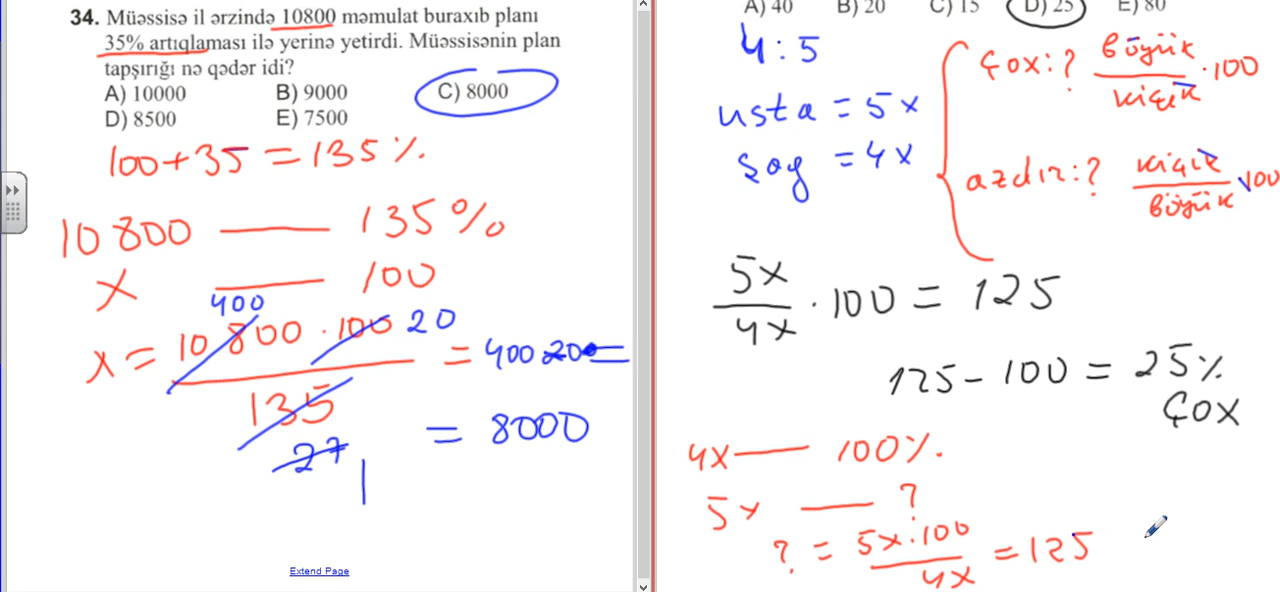 34. Müəssisə il ərzində 10800 məmulat buraxıb planı
35% artıqlaması ilə yerinə yetirdi. Müəssisənin plan
tapşırığı nə qədər idi?
A) 10000 B) 9000 C) 8000
D) 8500 E) 7500
100+35=135%
10800 — 135%
x — 100
400
x = 10800 · 100 20 = 400 20 =
135
27
1
= 8000
A) 40 B) 20 C) 15 D) 25 E) 80
4 : 5
usta = 5x
şag = 4x
çox:? böyük/kiçik · 100
azdır:? kiçik/böyük · 100
5x/4x · 100 = 125
125 - 100 = 25%
çox
4x — 100%
5x — ?
? = 5x·100/4x = 125
Extend Page